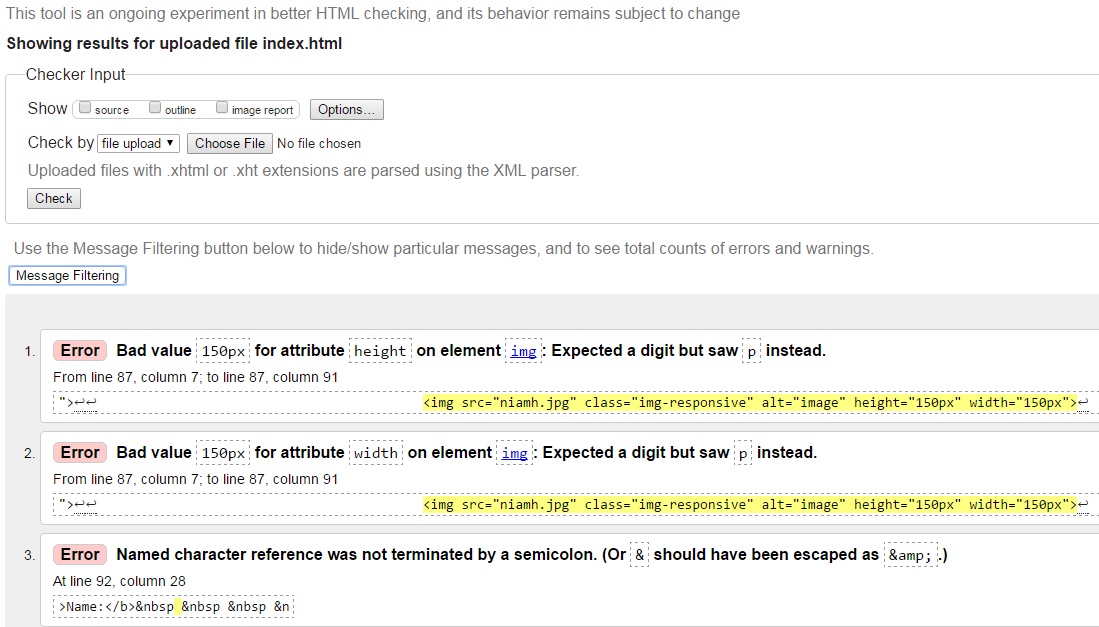 This tool is an ongoing experiment in better HTML checking, and its behavior remains subject to change
Showing results for uploaded file index.html
Checker Input
Show source outline image report Options...
Check by file upload ▼ Choose File No file chosen
Uploaded files with .xhtml or .xht extensions are parsed using the XML parser.
Check
Use the Message Filtering button below to hide/show particular messages, and to see total counts of errors and warnings.
Message Filtering
1. Error Bad value 150px for attribute height on element img: Expected a digit but saw p instead.
From line 87, column 7; to line 87, column 91
">↩↩ <img src="niamh.jpg" class="img-responsive" alt="image" height="150px" width="150px">↩
2. Error Bad value 150px for attribute width on element img: Expected a digit but saw p instead.
From line 87, column 7; to line 87, column 91
">↩↩ <img src="niamh.jpg" class="img-responsive" alt="image" height="150px" width="150px">↩
3. Error Named character reference was not terminated by a semicolon. (Or & should have been escaped as &amp;.)
At line 92, column 28
>Name:</b>&nbsp &nbsp &nbsp &n